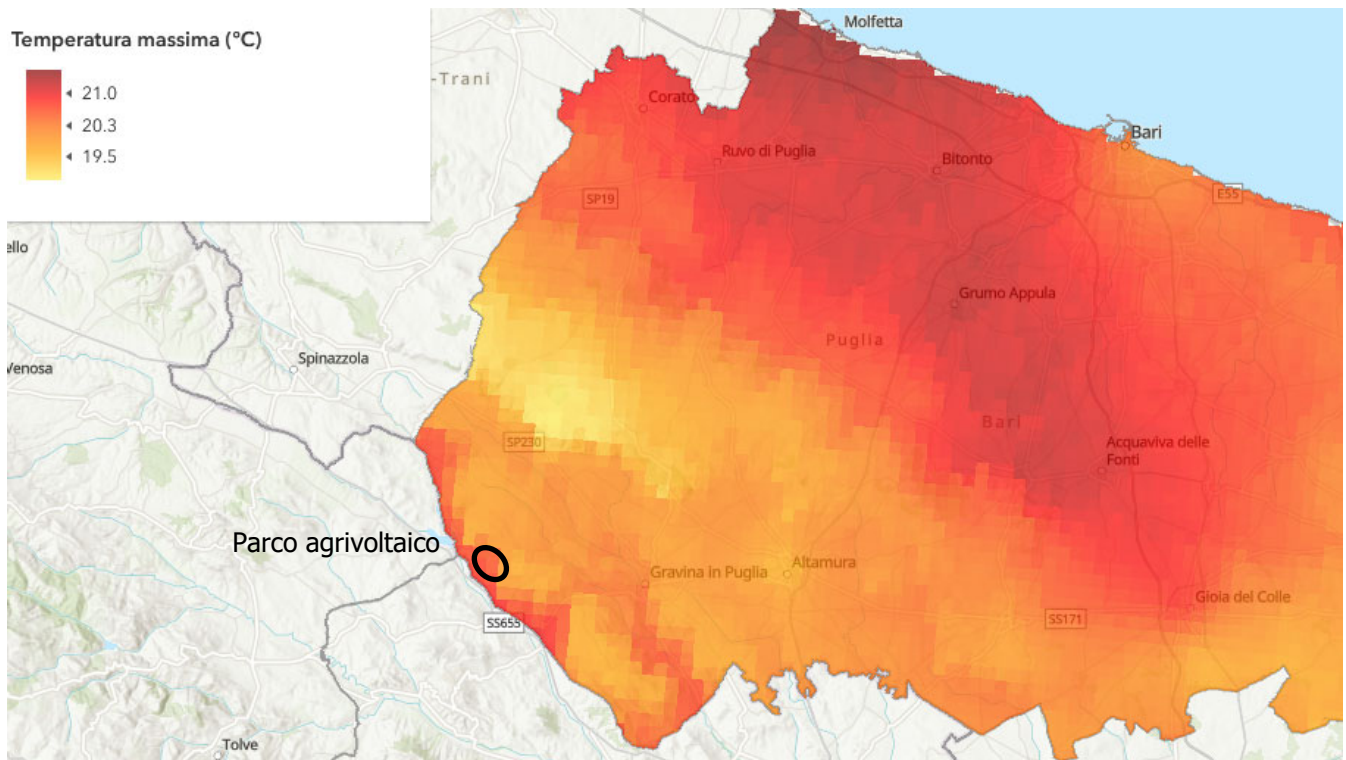 Temperatura massima (°C)
21.0
20.3
19.5
Molfetta
-Trani
Corato
Bari
Ruvo di Puglia
Bitonto
SP19
E55
ello
Grumo Appula
Puglia
Spinazzola
Venosa
Bari
SP230
Acquaviva delle
Fonti
Parco agrivoltaico
Gravina in Puglia
Altamura
Gioia del Colle
SS655
SS171
Tolve